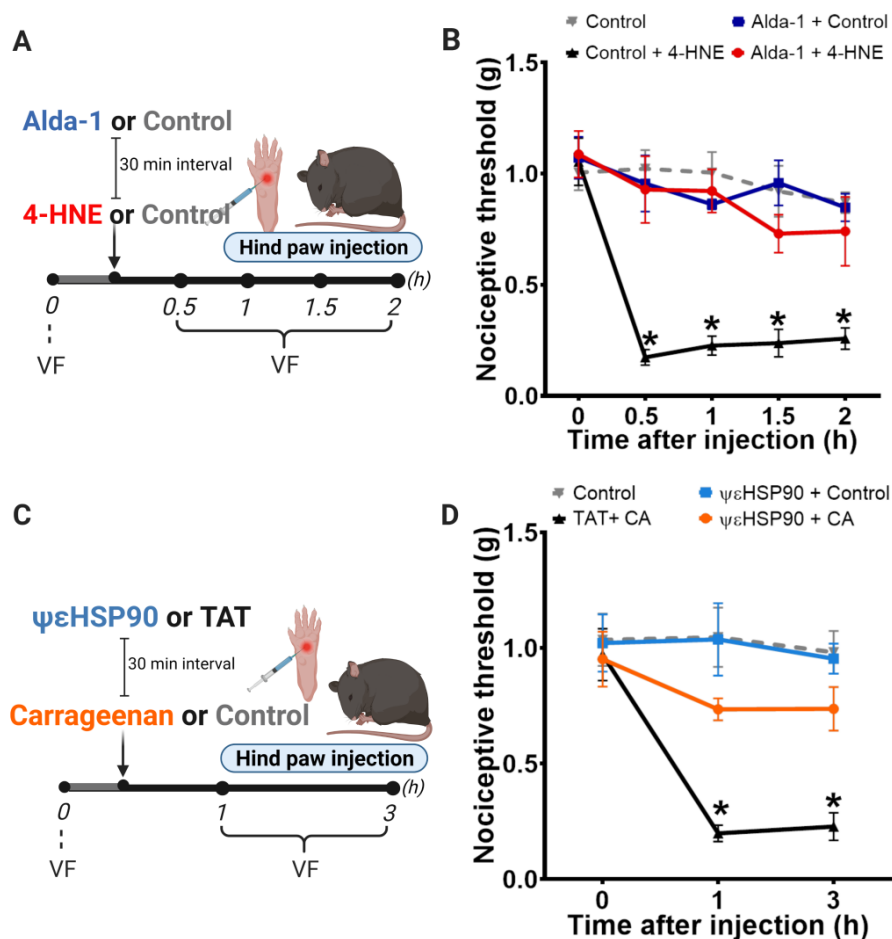 A
Alda-1 or Control
30 min interval
4-HNE or Control
Hind paw injection
0
0.5
1
1.5
2
(h)
VF
VF
B
Control
Alda-1 + Control
Control + 4-HNE
Alda-1 + 4-HNE
Nociceptive threshold (g)
1.5
1.0
0.5
0.0
* * * *
0 0.5 1 1.5 2
Time after injection (h)
C
ψεHSP90 or TAT
30 min interval
Carrageenan or Control
Hind paw injection
0
1
3
(h)
VF
VF
D
Control
ψεHSP90 + Control
TAT+ CA
ψεHSP90 + CA
Nociceptive threshold (g)
1.5
1.0
0.5
0.0
* *
0 1 3
Time after injection (h)